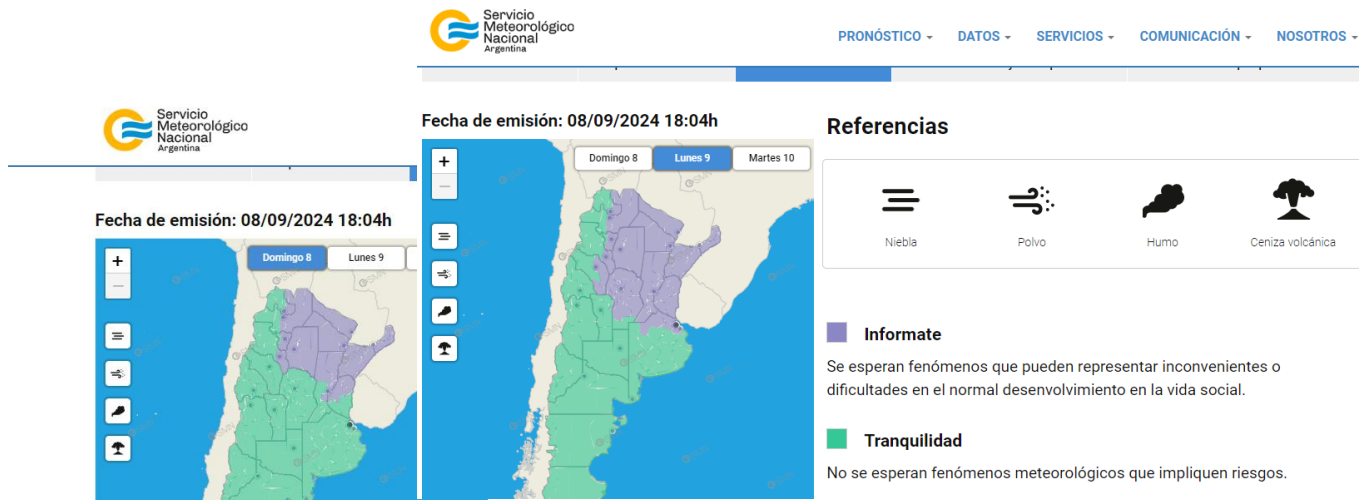 Servicio
Meteorológico
Nacional
Argentina
PRONÓSTICO
DATOS
SERVICIOS
COMUNICACIÓN
NOSOTROS
Servicio
Meteorológico
Nacional
Argentina
Fecha de emisión: 08/09/2024 18:04h
+
−
Domingo 8
Lunes 9
Fecha de emisión: 08/09/2024 18:04h
+
−
Domingo 8
Lunes 9
Martes 10
Referencias
Niebla
Polvo
Humo
Ceniza volcánica
Informate
Se esperan fenómenos que pueden representar inconvenientes o
dificultades en el normal desenvolvimiento en la vida social.
Tranquilidad
No se esperan fenómenos meteorológicos que impliquen riesgos.